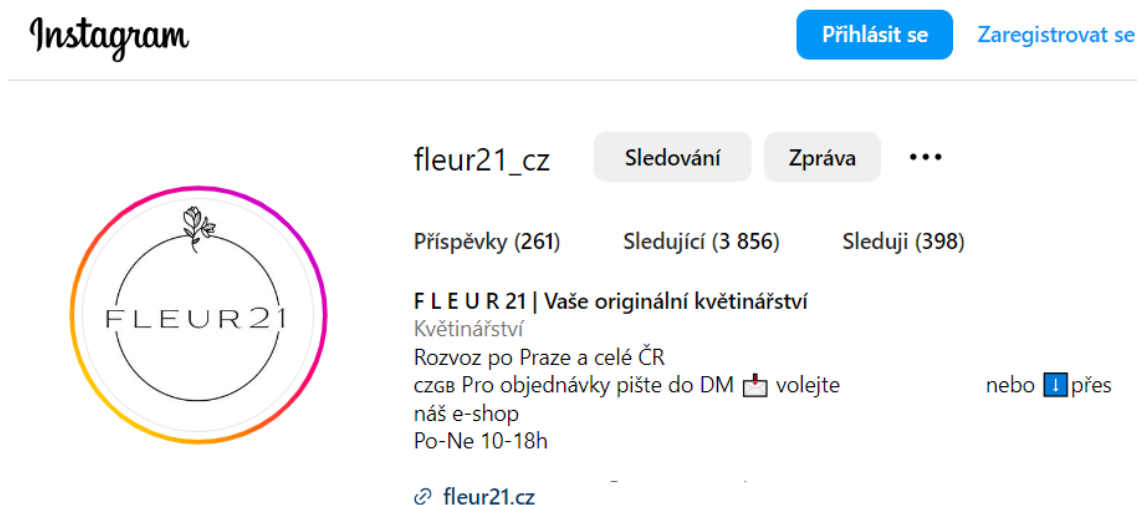 Instagram
Přihlásit se
Zaregistrovat se
fleur21_cz
Sledování
Zpráva
Příspěvky (261)
Sledující (3 856)
Sleduji (398)
FLEUR21
F L E U R 21 | Vaše originální květinářství
Květinářství
Rozvoz po Praze a celé ČR
czGB Pro objednávky pište do DM 📩 volejte nebo ⬇️ přes
náš e-shop
Po-Ne 10-18h
fleur21.cz